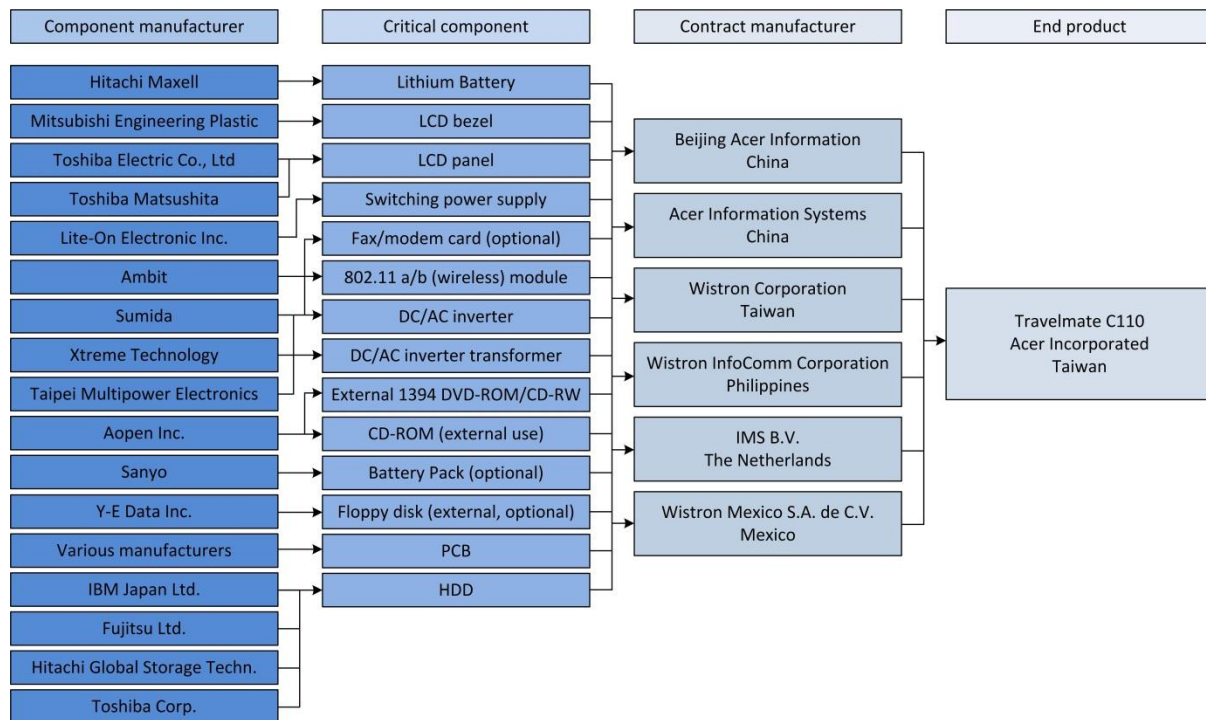 Component manufacturer
Critical component
Contract manufacturer
End product
Hitachi Maxell
Mitsubishi Engineering Plastic
Toshiba Electric Co., Ltd
Toshiba Matsushita
Lite-On Electronic Inc.
Ambit
Sumida
Xtreme Technology
Taipei Multipower Electronics
Aopen Inc.
Sanyo
Y-E Data Inc.
Various manufacturers
IBM Japan Ltd.
Fujitsu Ltd.
Hitachi Global Storage Techn.
Toshiba Corp.
Lithium Battery
LCD bezel
LCD panel
Switching power supply
Fax/modem card (optional)
802.11 a/b (wireless) module
DC/AC inverter
DC/AC inverter transformer
External 1394 DVD-ROM/CD-RW
CD-ROM (external use)
Battery Pack (optional)
Floppy disk (external, optional)
PCB
HDD
Beijing Acer Information
China
Acer Information Systems
China
Wistron Corporation
Taiwan
Wistron InfoComm Corporation
Philippines
IMS B.V.
The Netherlands
Wistron Mexico S.A. de C.V.
Mexico
Travelmate C110
Acer Incorporated
Taiwan